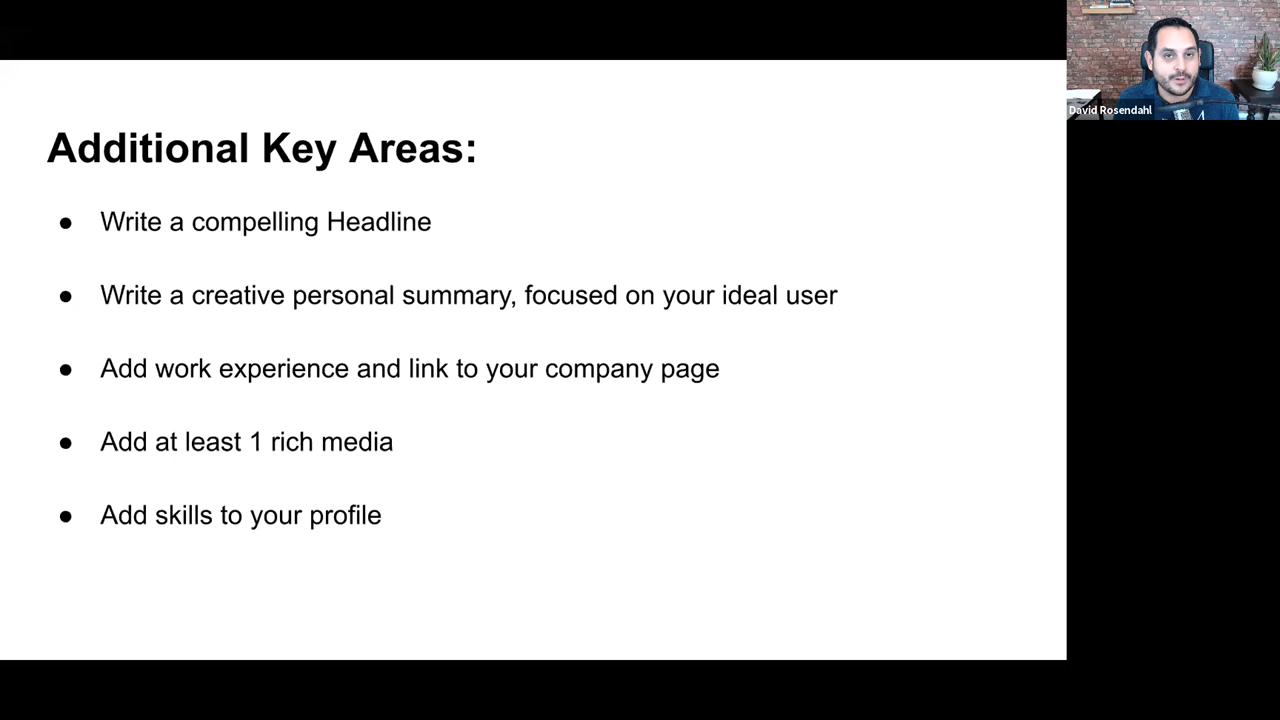 David Rosendahl
Additional Key Areas:
● Write a compelling Headline
● Write a creative personal summary, focused on your ideal user
● Add work experience and link to your company page
● Add at least 1 rich media
● Add skills to your profile